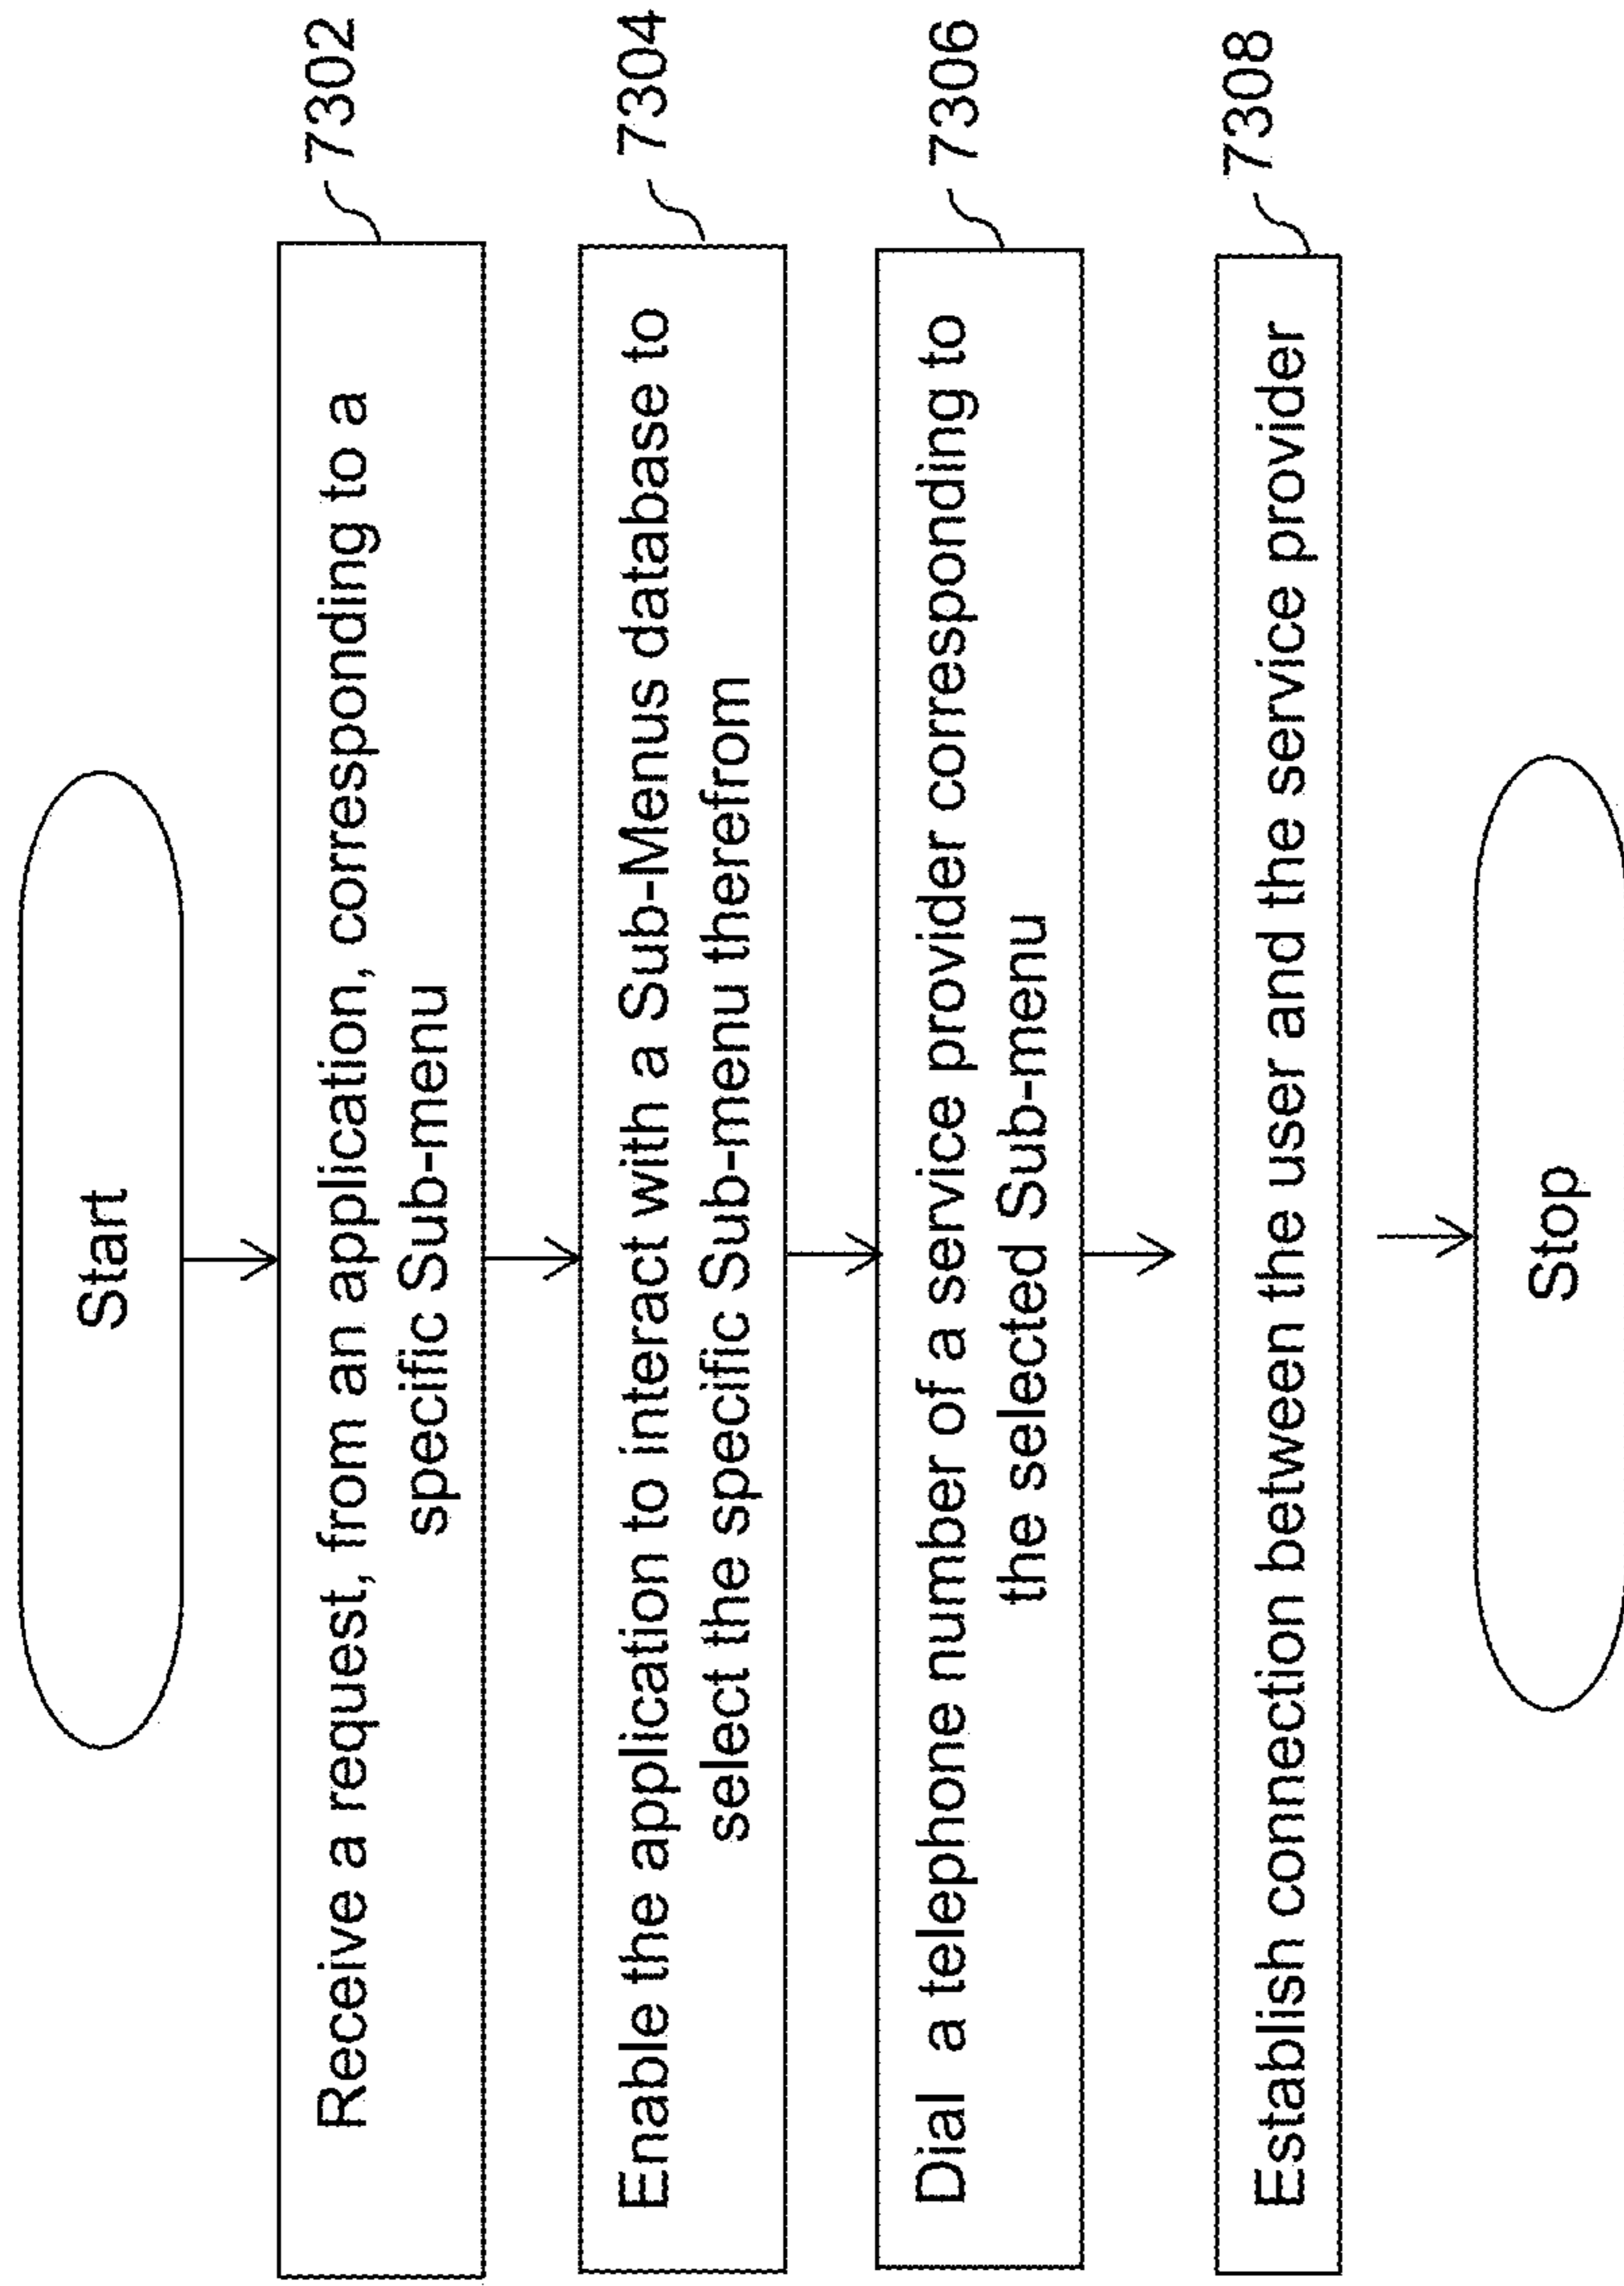 Start
Receive a request, from an application, corresponding to a
specific Sub-menu
7302
Enable the application to interact with a Sub-Menus database to
select the specific Sub-menu therefrom
7304
Dial a telephone number of a service provider corresponding to
the selected Sub-menu
7306
Establish connection between the user and the service provider
7308
Stop